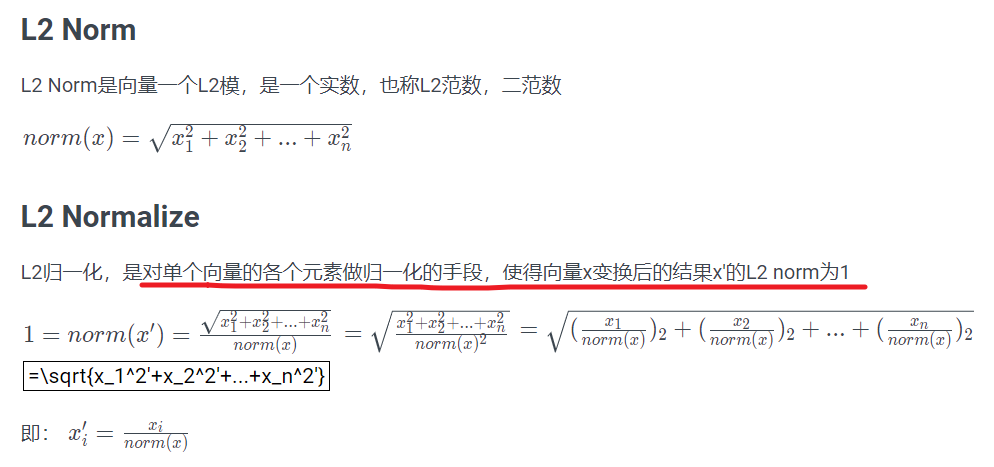 L2 Norm
L2 Norm是向量一个L2模，是一个实数，也称L2范数，二范数
norm(x) = \sqrt{x_1^2 + x_2^2 + ... + x_n^2}
L2 Normalize
L2归一化，是对单个向量的各个元素做归一化的手段，使得向量x变换后的结果x'的L2 norm为1
1 = norm(x') = \frac{\sqrt{x_1^2+x_2^2+...+x_n^2}}{norm(x)} = \sqrt{\frac{x_1^2+x_2^2+...+x_n^2}{norm(x)^2}} = \sqrt{(\frac{x_1}{norm(x)})_2 + (\frac{x_2}{norm(x)})_2 + ... + (\frac{x_n}{norm(x)})_2}
=\sqrt{x_1^2'+x_2^2'+...+x_n^2'}
即： x_i' = \frac{x_i}{norm(x)}